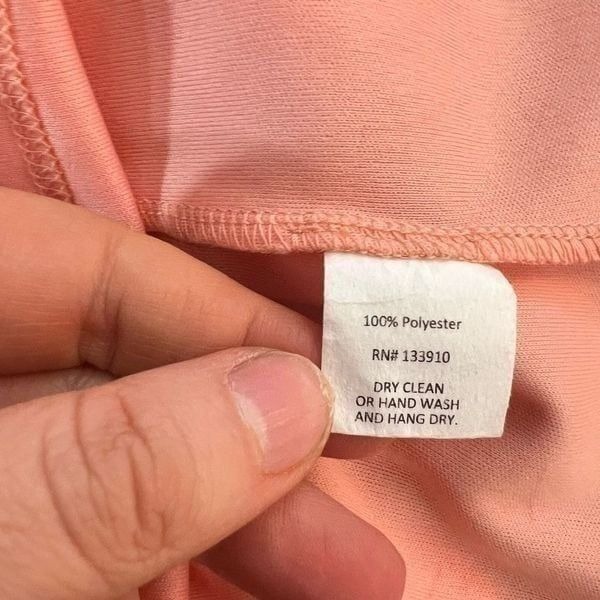 100% Polyester
RN# 133910
DRY CLEAN
OR HAND WASH
AND HANG DRY.